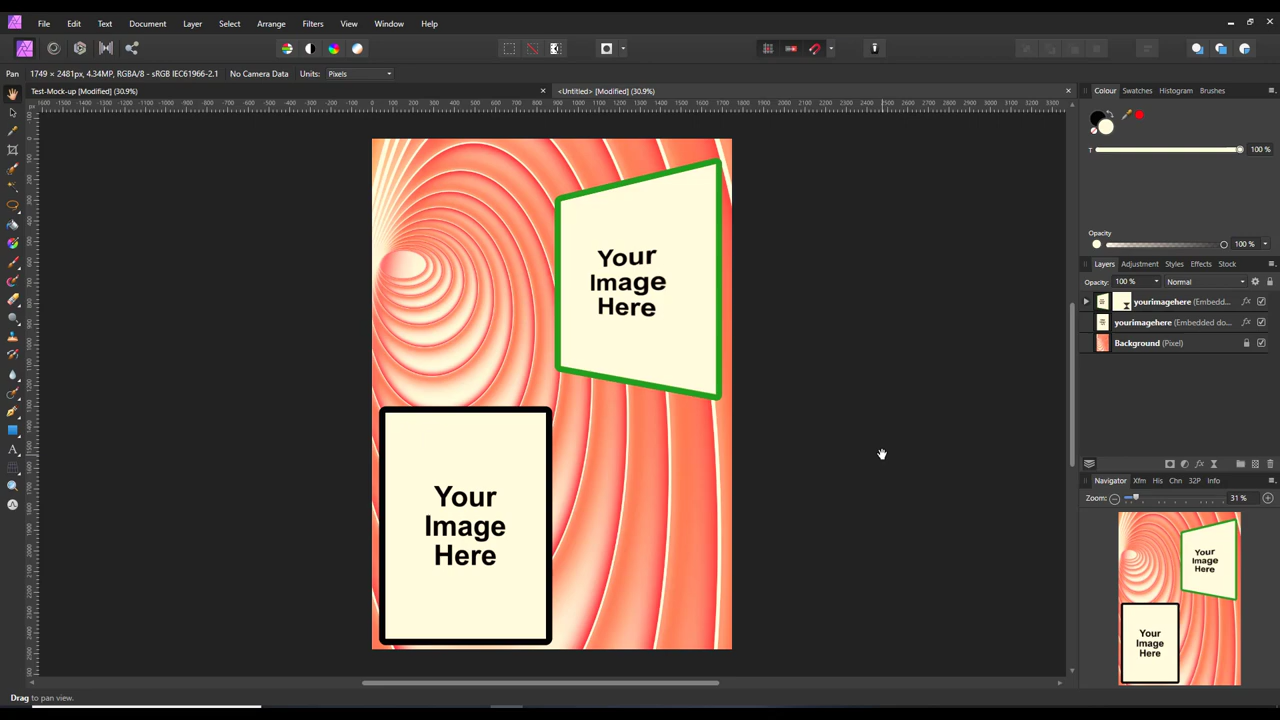 File Edit Text Document Layer Select Arrange Filters View Window Help
Pan 1749 × 2481px, 4.34MP, RGBA/8 - sRGB IEC61966-2.1 No Camera Data Units: Pixels
Test-Mock-up [Modified] (30.9%)
<Untitled> [Modified] (30.9%)
px
Your
Image
Here
Your
Image
Here
Colour Swatches Histogram Brushes
T 100 %
Opacity
100 %
Layers Adjustment Styles Effects Stock
Opacity: 100 % Normal
yourimagehere (Embedd...
yourimagehere (Embedded do...
Background (Pixel)
Navigator Xfm His Chn 32P Info
Zoom: 31 %
Your
Image
Here
Your
Image
Here
Drag to pan view.